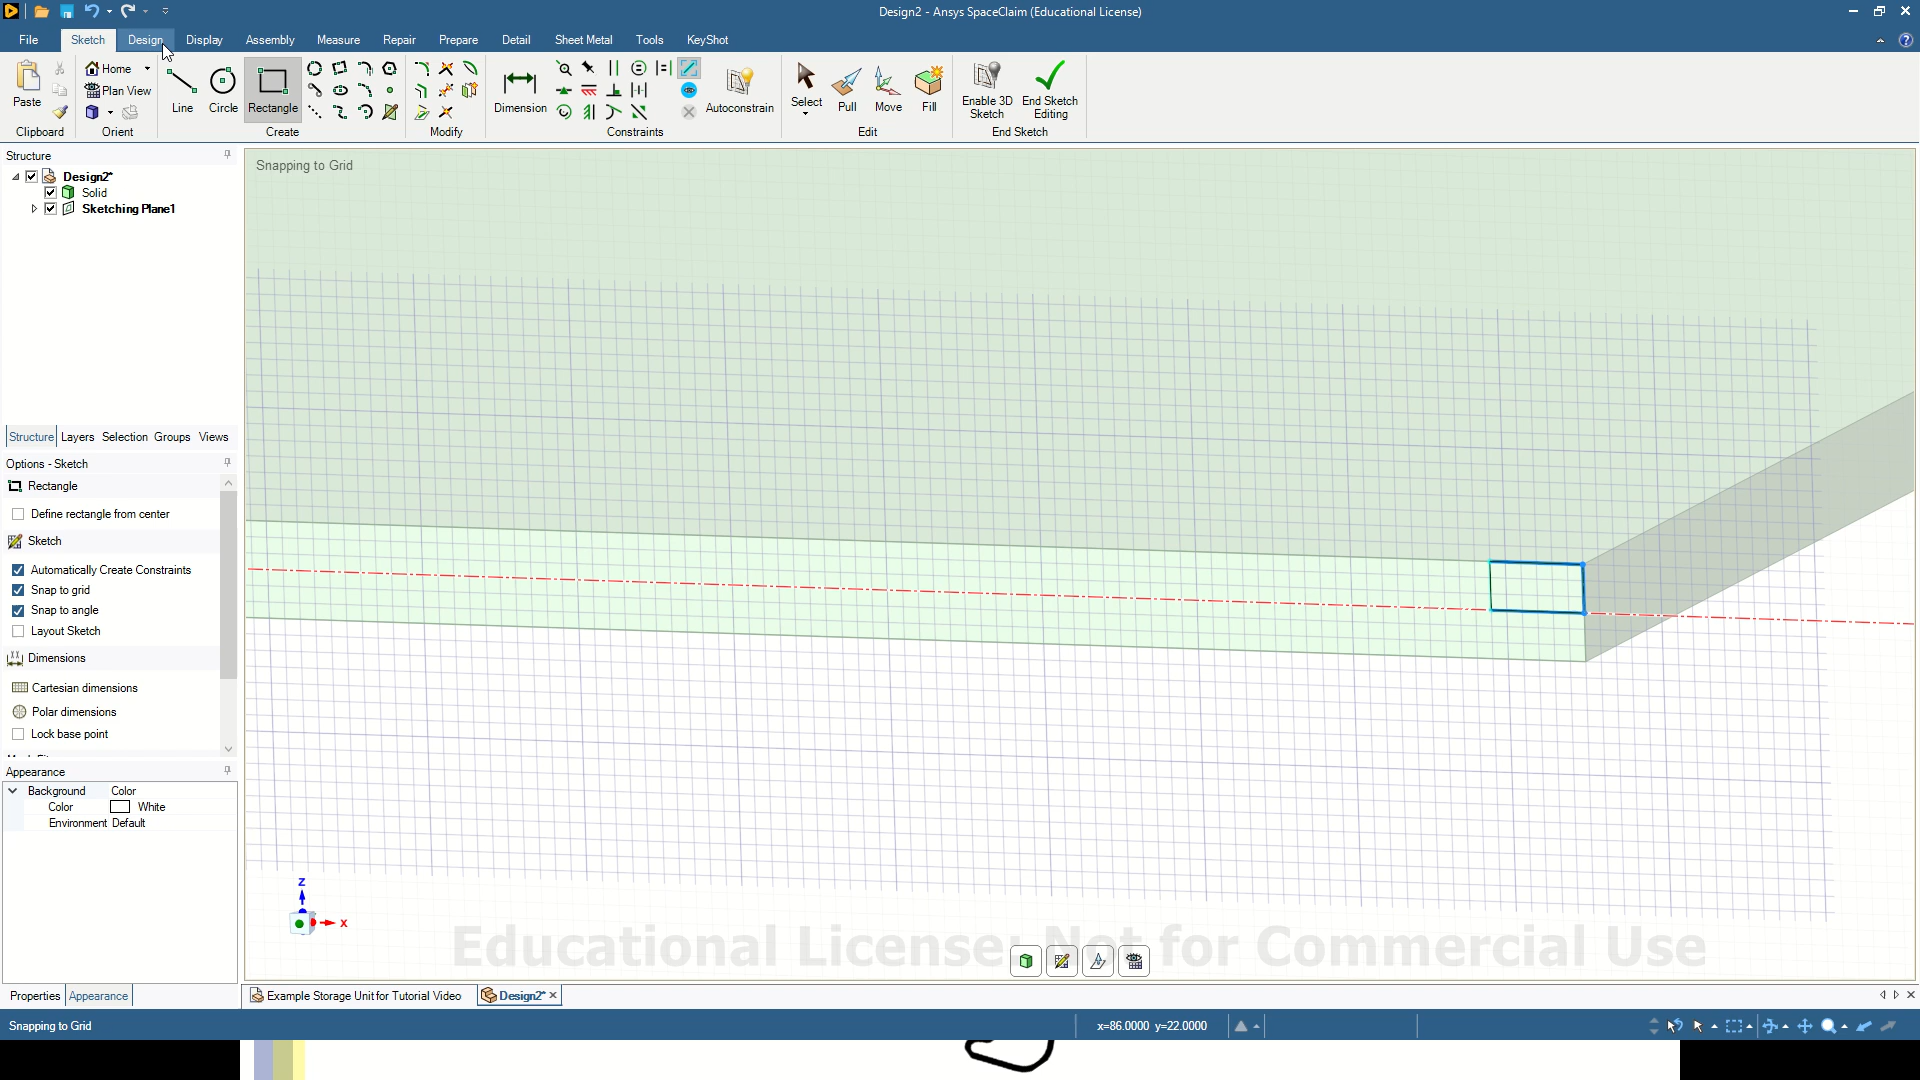 Design2 - Ansys SpaceClaim (Educational License)
File Sketch Design Display Assembly Measure Repair Prepare Detail Sheet Metal Tools KeyShot
Paste Home Plan View Line Circle Rectangle Dimension Autoconstrain Select Pull Move Fill Enable 3D Sketch End Sketch Editing
Clipboard Orient Create Modify Constraints Edit End Sketch
Structure
Design2*
Solid
Sketching Plane1
Structure Layers Selection Groups Views
Options - Sketch
Rectangle
Define rectangle from center
Sketch
Automatically Create Constraints
Snap to grid
Snap to angle
Layout Sketch
Dimensions
Cartesian dimensions
Polar dimensions
Lock base point
Appearance
Background Color
Color White
Environment Default
Properties Appearance
Snapping to Grid
Z
X
Educational License: Not for Commercial Use
Example Storage Unit for Tutorial Video Design2*
Snapping to Grid x=86.0000 y=22.0000